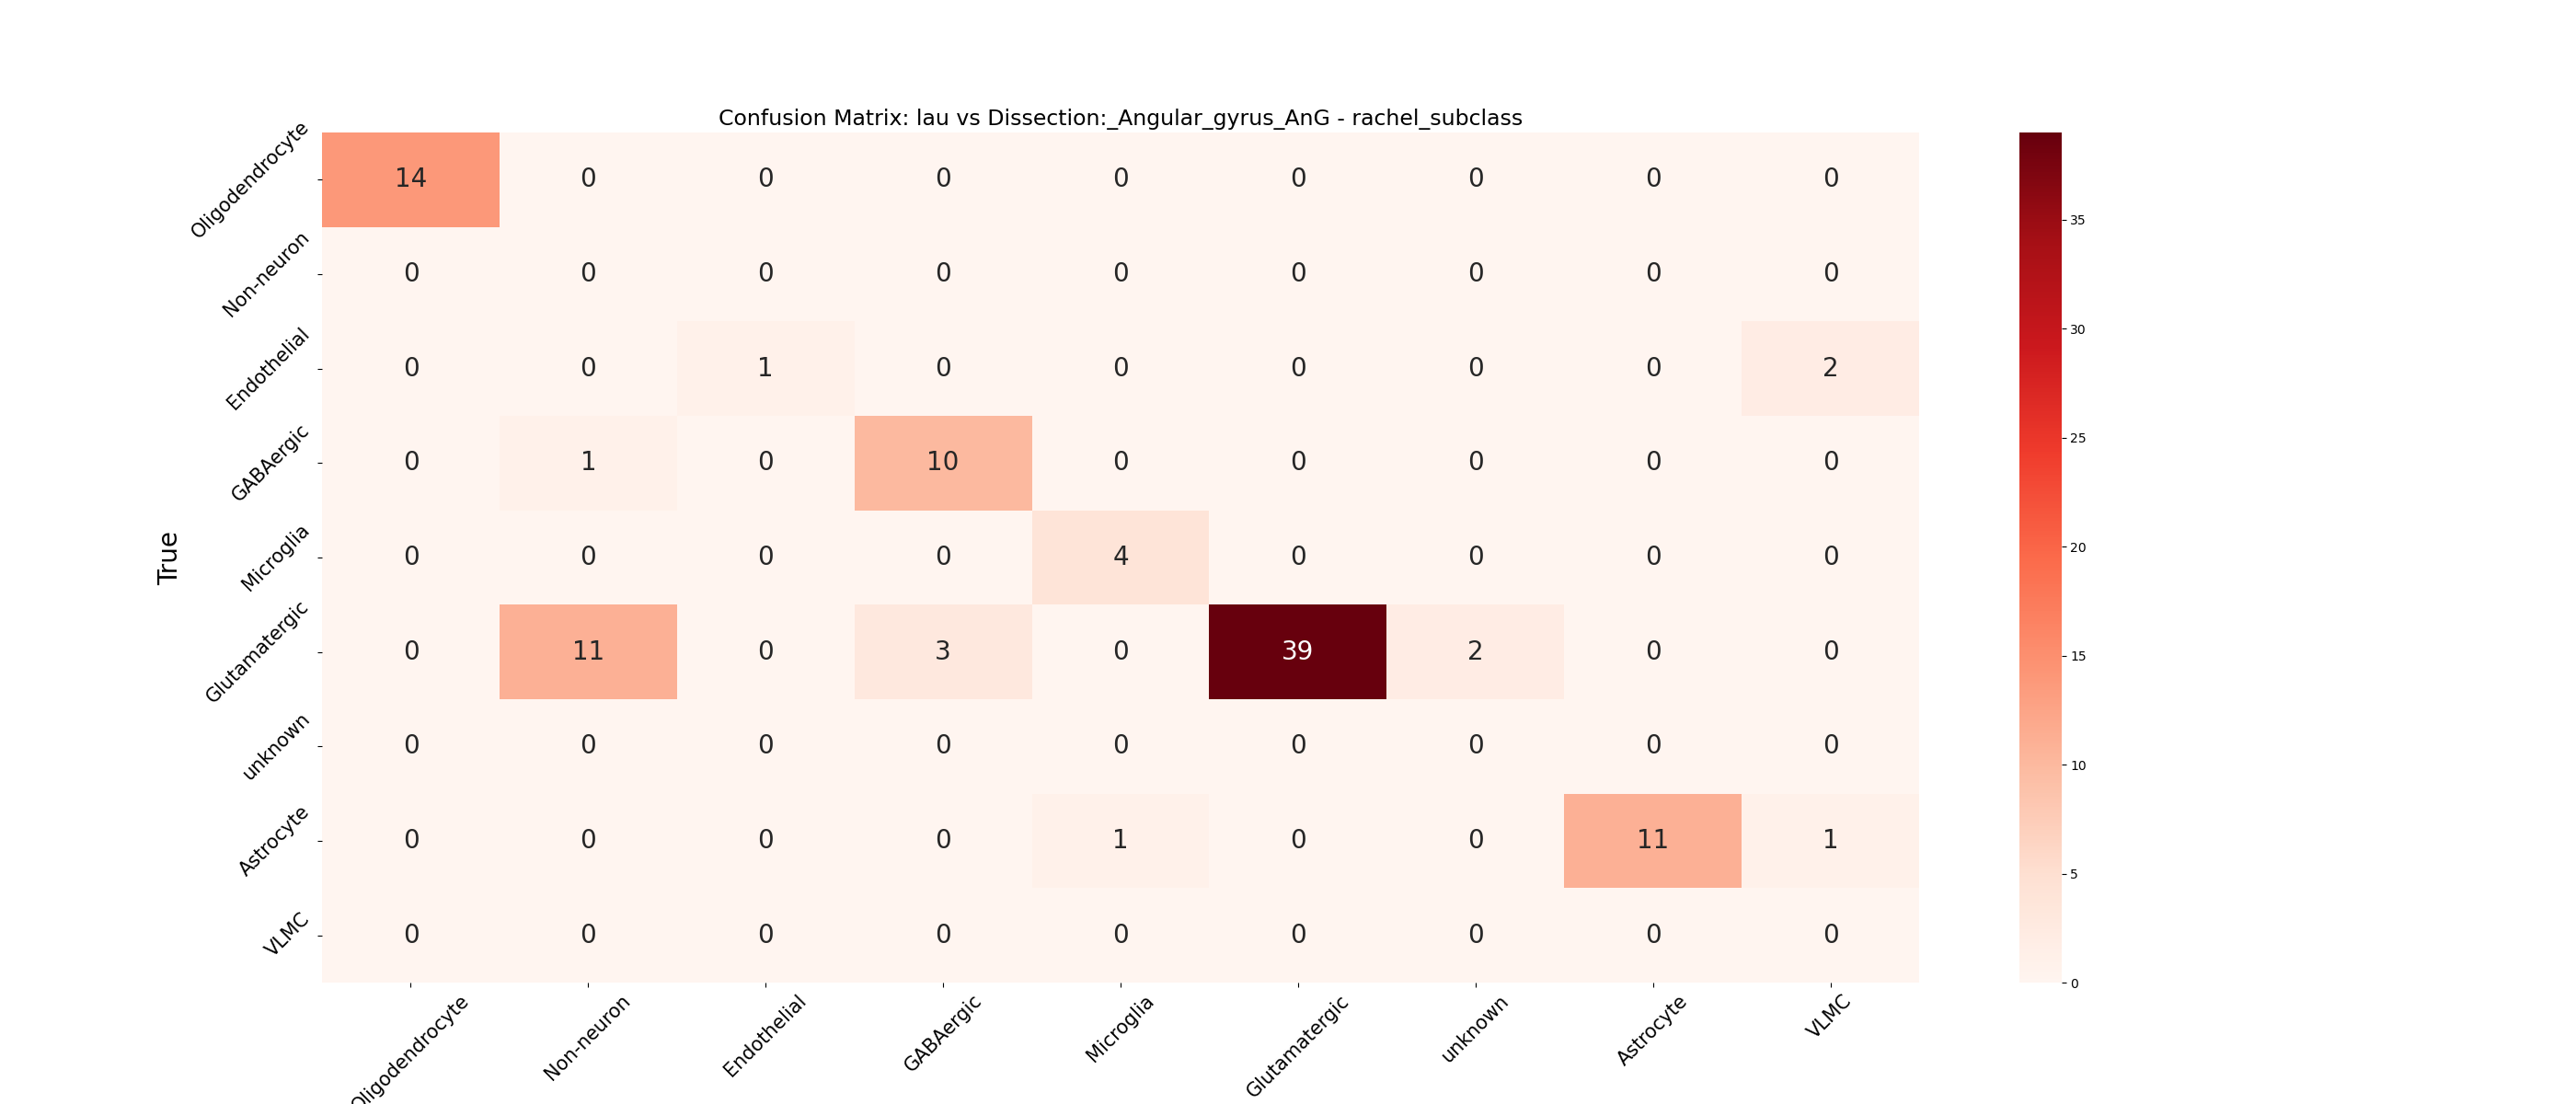 Confusion Matrix: lau vs Dissection:_Angular_gyrus_AnG - rachel_subclass
True
Oligodendrocyte 14 0 0 0 0 0 0 0 0
Non-neuron 0 0 0 0 0 0 0 0 0
Endothelial 0 0 1 0 0 0 0 0 2
GABAergic 0 1 0 10 0 0 0 0 0
Microglia 0 0 0 0 4 0 0 0 0
Glutamatergic 0 11 0 3 0 39 2 0 0
unknown 0 0 0 0 0 0 0 0 0
Astrocyte 0 0 0 0 1 0 0 11 1
VLMC 0 0 0 0 0 0 0 0 0
Oligodendrocyte Non-neuron Endothelial GABAergic Microglia Glutamatergic unknown Astrocyte VLMC
35
30
25
20
15
10
5
0